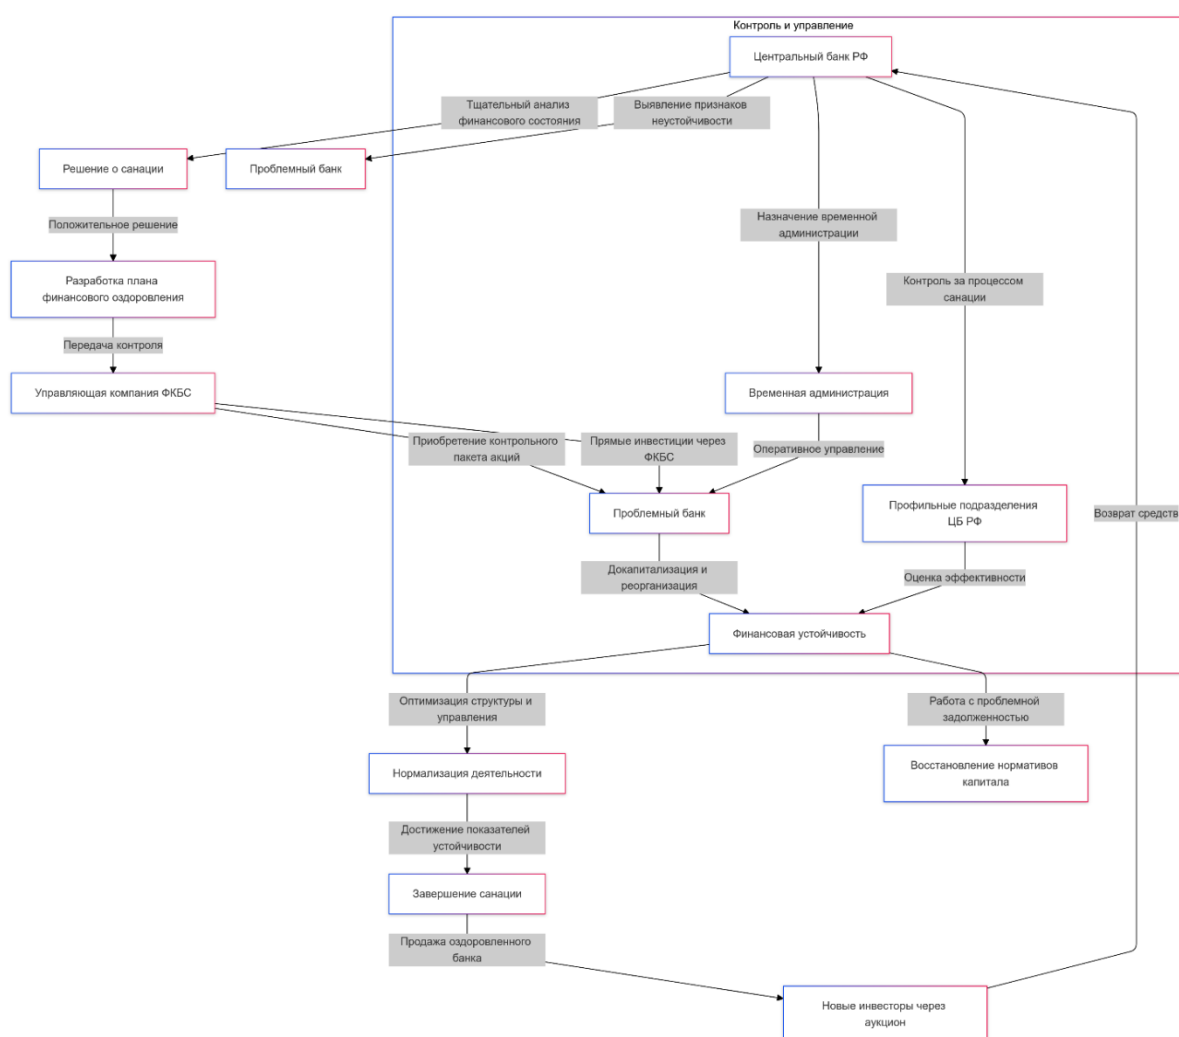 Контроль и управление
Центральный банк РФ
Тщательный анализ
финансового состояния
Выявление признаков
неустойчивости
Решение о санации
Проблемный банк
Положительное решение
Назначение временной
администрации
Разработка плана
финансового оздоровления
Контроль за процессом
санации
Передача контроля
Управляющая компания ФКБС
Временная администрация
Приобретение контрольного
пакета акций
Прямые инвестиции через
ФКБС
Оперативное управление
Проблемный банк
Профильные подразделения
ЦБ РФ
Возврат средств
Докапитализация и
реорганизация
Оценка эффективности
Финансовая устойчивость
Оптимизация структуры и
управления
Работа с проблемной
задолженностью
Нормализация деятельности
Восстановление нормативов
капитала
Достижение показателей
устойчивости
Завершение санации
Продажа оздоровленного
банка
Новые инвесторы через
аукцион